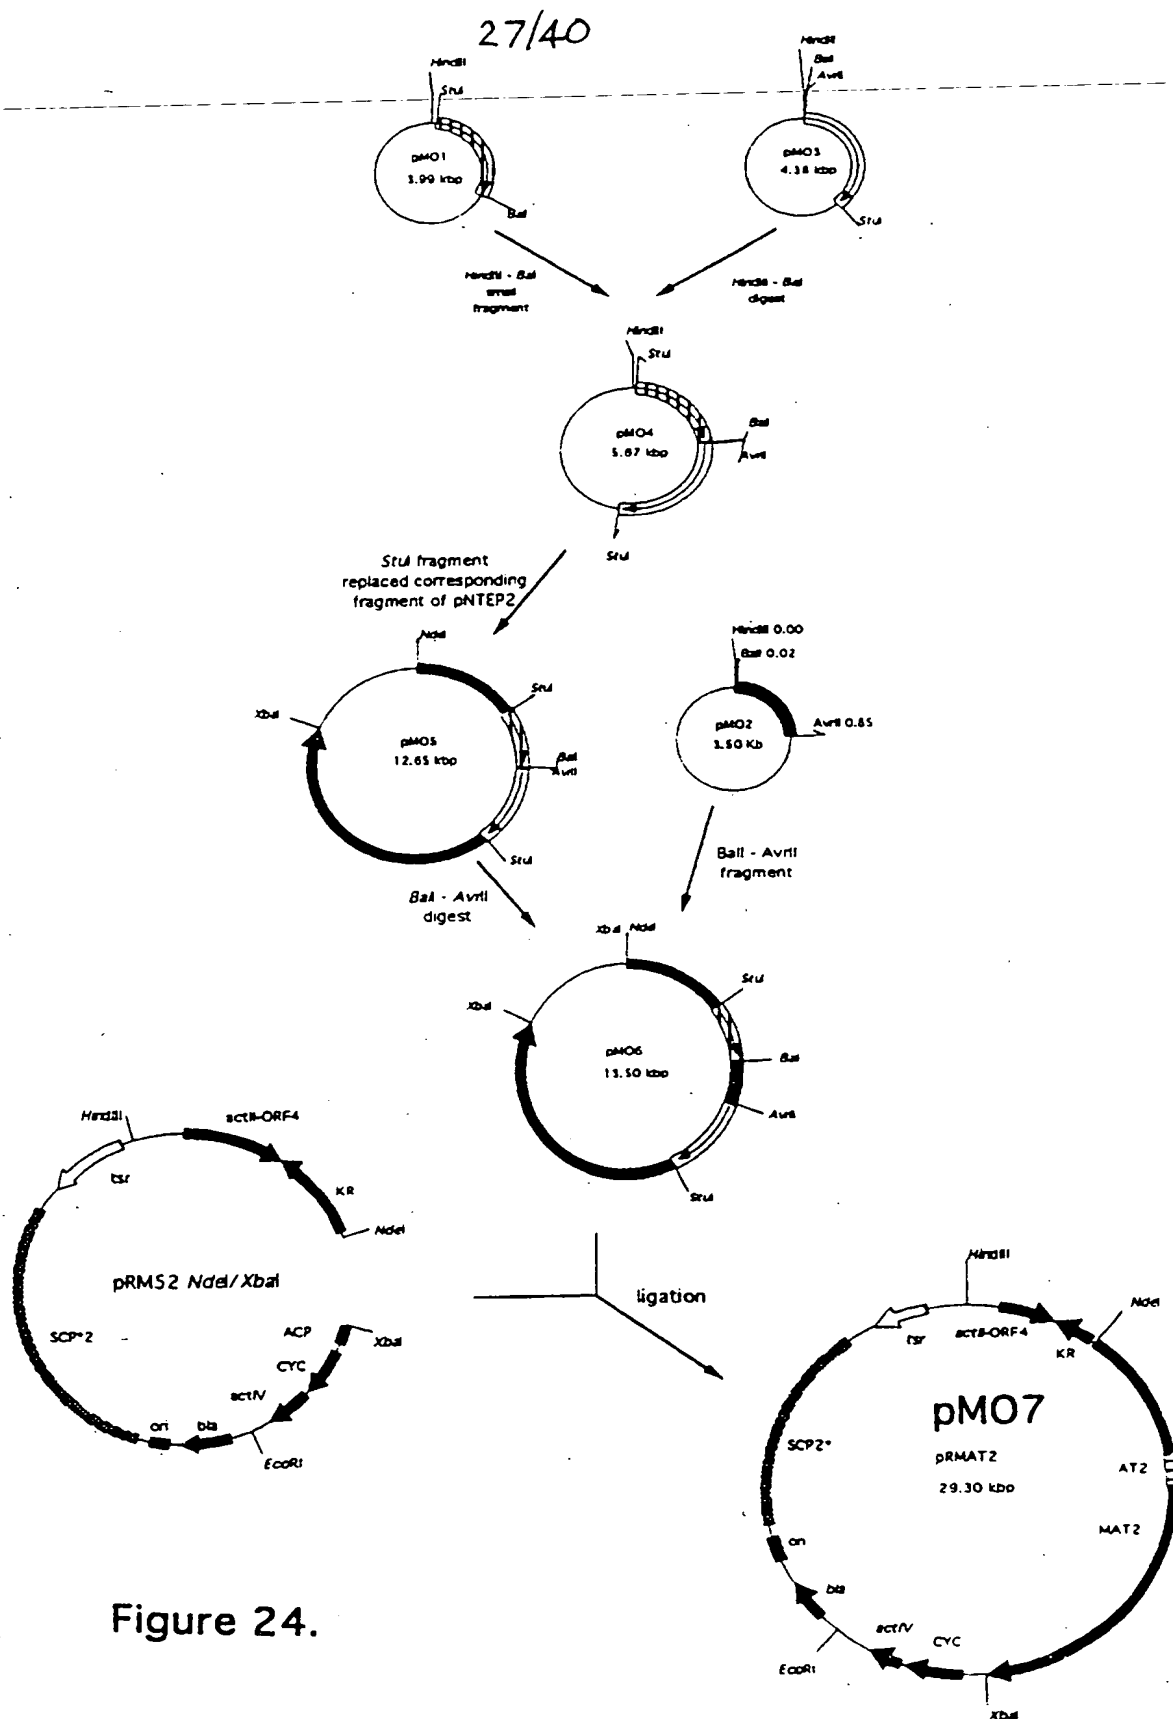 27/40
HindIII
StuI
pMO1
3.99 kbp
BalI
HindIII
BalI
AvrII
pMO3
4.38 kbp
StuI
HindIII - BalI
small
fragment
HindIII - BalI
digest
HindIII
StuI
pMO4
5.67 kbp
BalI
AvrII
StuI
StuI fragment
replaced corresponding
fragment of pNTEP2
NdeI
StuI
XbaI
pMO5
12.65 kbp
BalI
AvrII
StuI
HindIII 0.00
BalI 0.02
pMO2
3.50 Kb
AvrII 0.85
BalI - AvrII
digest
BalI - AvrII
fragment
XbaI NdeI
StuI
XbaI
pMO6
13.50 kbp
BalI
AvrII
StuI
HindIII
actII-ORF4
tsr
KR
NdeI
pRM52 NdeI/XbaI
SCP*2
ACP
XbaI
CYC
actIV
ori
bla
EcoRI
ligation
HindIII
NdeI
tsr
actII-ORF4
KR
pMO7
pRMAT2
29.30 kbp
SCP2*
AT2
MAT2
ori
bla
actIV
CYC
EcoRI
XbaI
Figure 24.